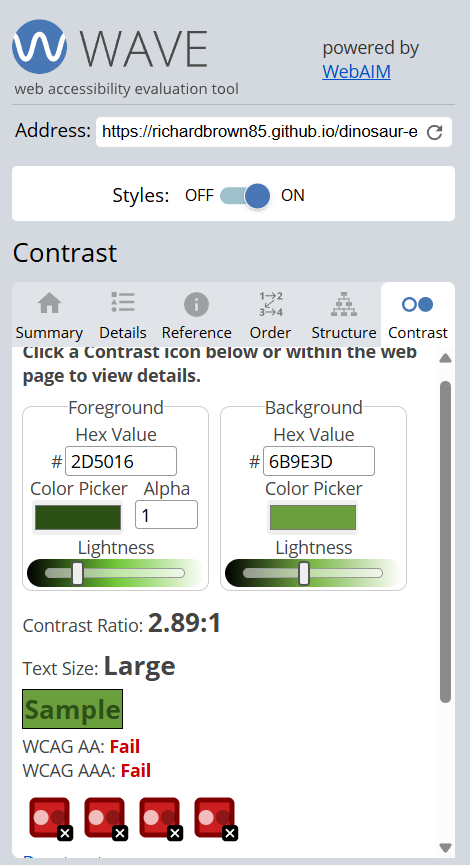 WAVE
web accessibility evaluation tool
powered by
WebAIM
Address: https://richardbrown85.github.io/dinosaur-e
Styles: OFF ON
Contrast
Summary Details Reference Order Structure Contrast
Click a Contrast icon below or within the web
page to view details.
Foreground
Hex Value
# 2D5016
Color Picker Alpha
1
Lightness
Background
Hex Value
# 6B9E3D
Color Picker
Lightness
Contrast Ratio: 2.89:1
Text Size: Large
Sample
WCAG AA: Fail
WCAG AAA: Fail